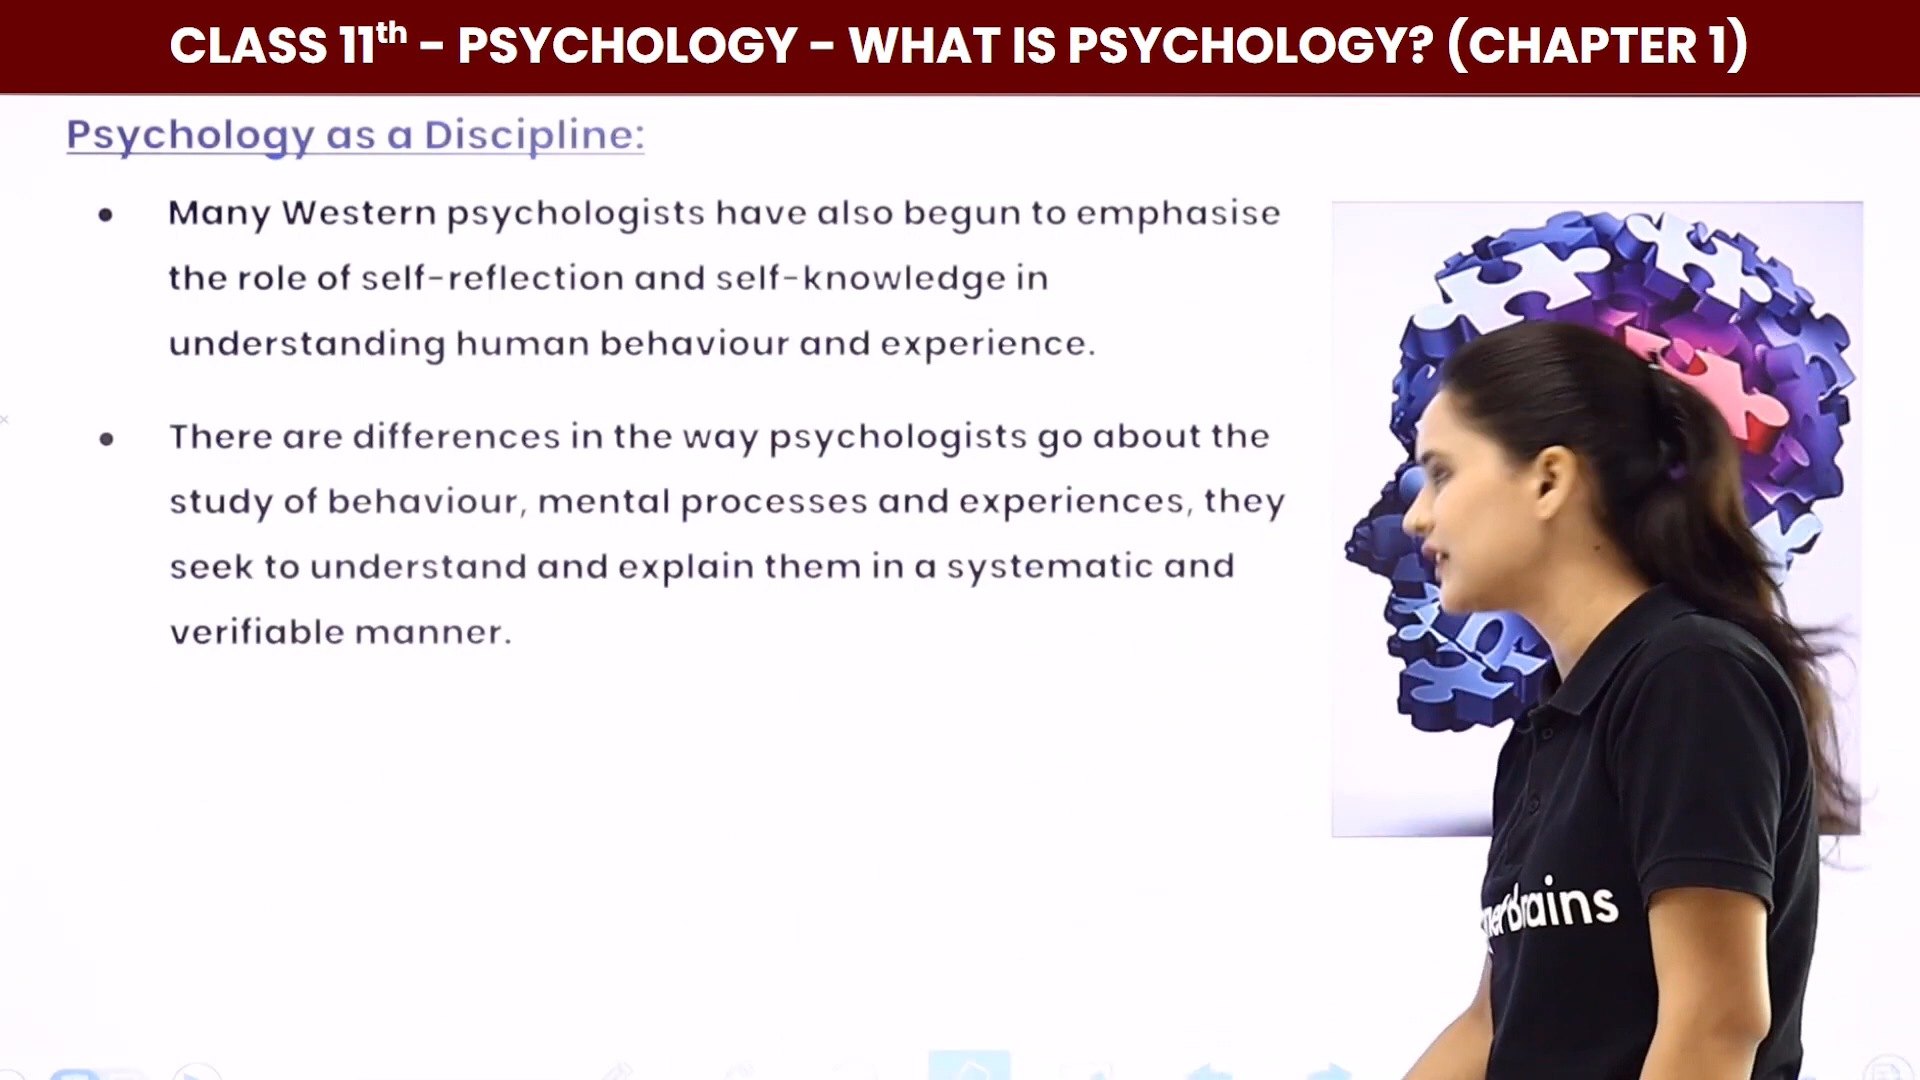 CLASS 11th – PSYCHOLOGY – WHAT IS PSYCHOLOGY? (CHAPTER 1)
Psychology as a Discipline:
• Many Western psychologists have also begun to emphasise
the role of self-reflection and self-knowledge in
understanding human behaviour and experience.
• There are differences in the way psychologists go about the
study of behaviour, mental processes and experiences, they
seek to understand and explain them in a systematic and
verifiable manner.
Brains